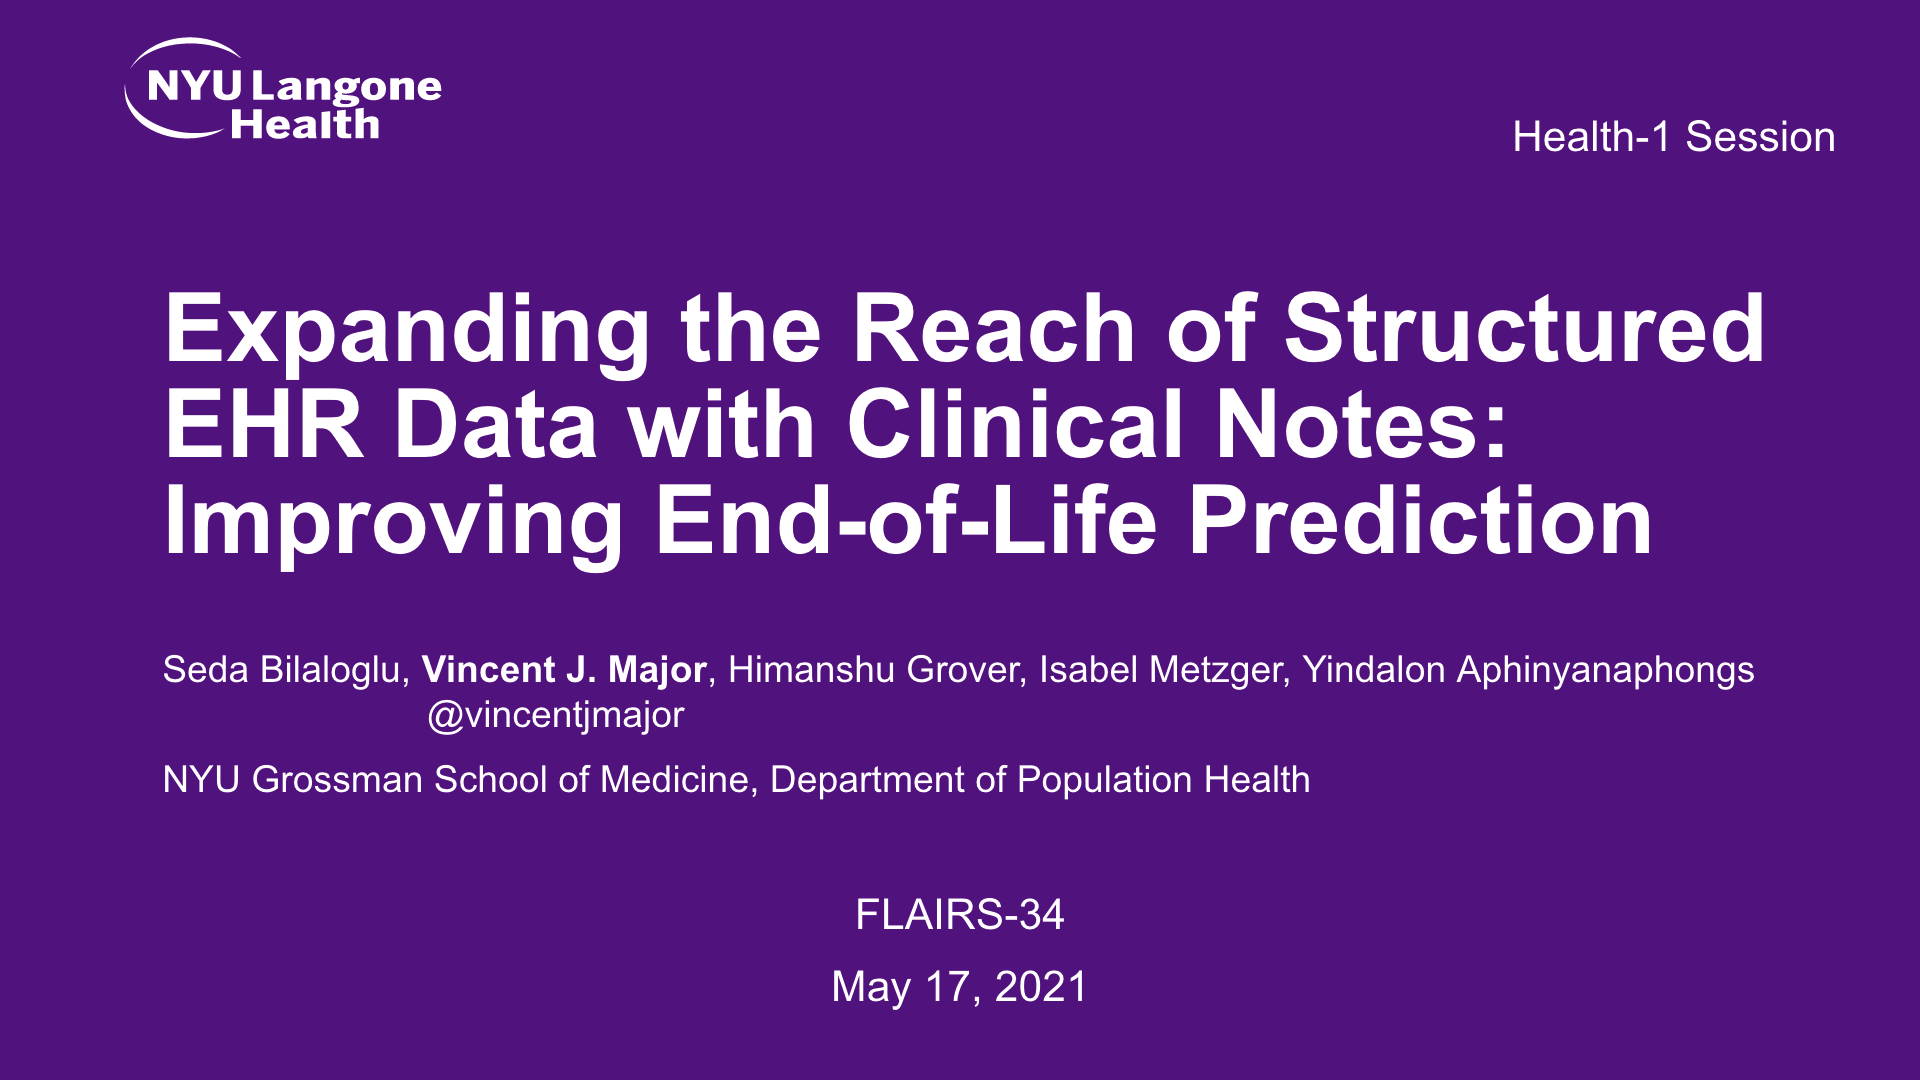 NYU Langone
Health
Health-1 Session
Expanding the Reach of Structured
EHR Data with Clinical Notes:
Improving End-of-Life Prediction
Seda Bilaloglu, Vincent J. Major, Himanshu Grover, Isabel Metzger, Yindalon Aphinyanaphongs
@vincentjmajor
NYU Grossman School of Medicine, Department of Population Health
FLAIRS-34
May 17, 2021